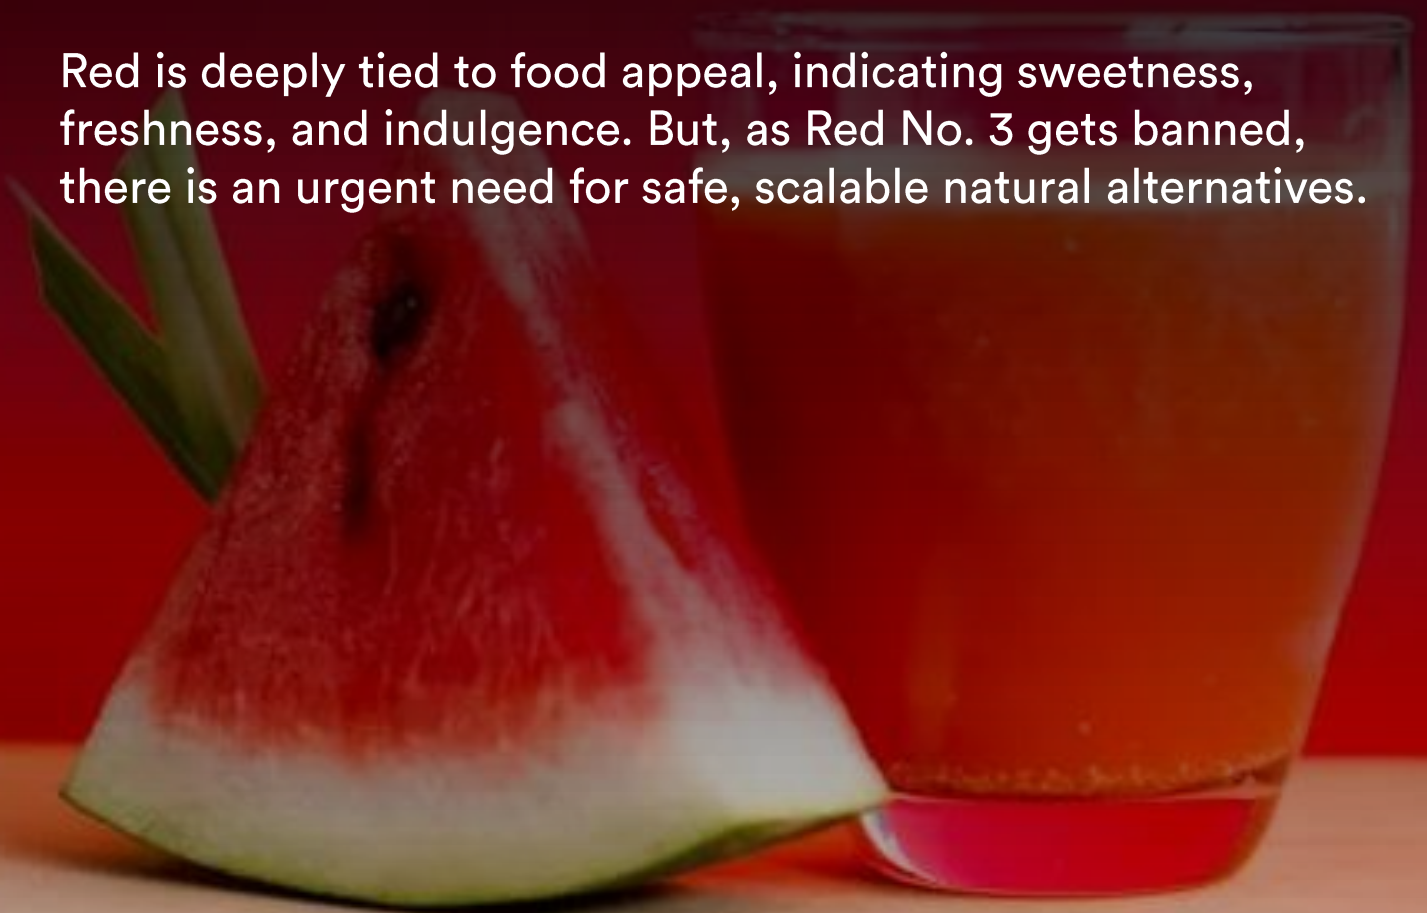 Red is deeply tied to food appeal, indicating sweetness,
freshness, and indulgence. But, as Red No. 3 gets banned,
there is an urgent need for safe, scalable natural alternatives.